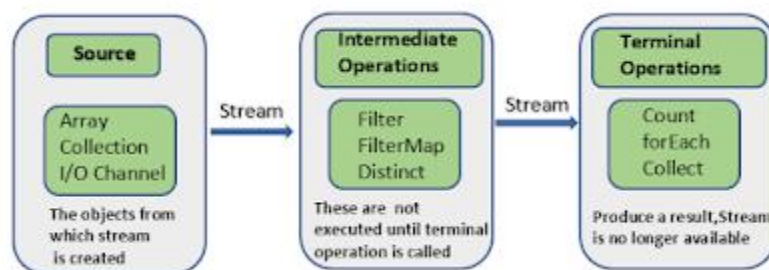 Source
Array
Collection
I/O Channel
The objects from
which stream
is created
Stream
Intermediate
Operations
Filter
FilterMap
Distinct
These are not
executed until terminal
operation is called
Stream
Terminal
Operations
Count
forEach
Collect
Produce a result,Stream
is no longer available